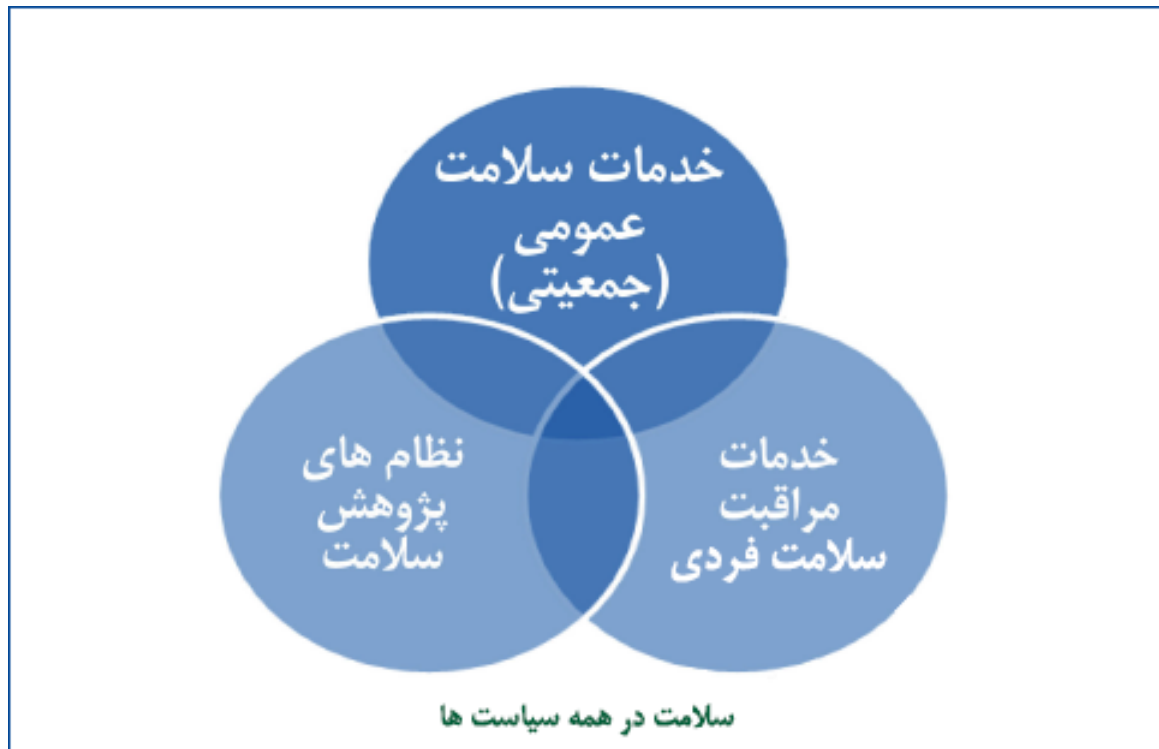 خدمات سلامت
عمومی
(جمعیتی)
نظام های
پژوهش
سلامت
خدمات
مراقبت
سلامت فردی
سلامت در همه سیاست ها